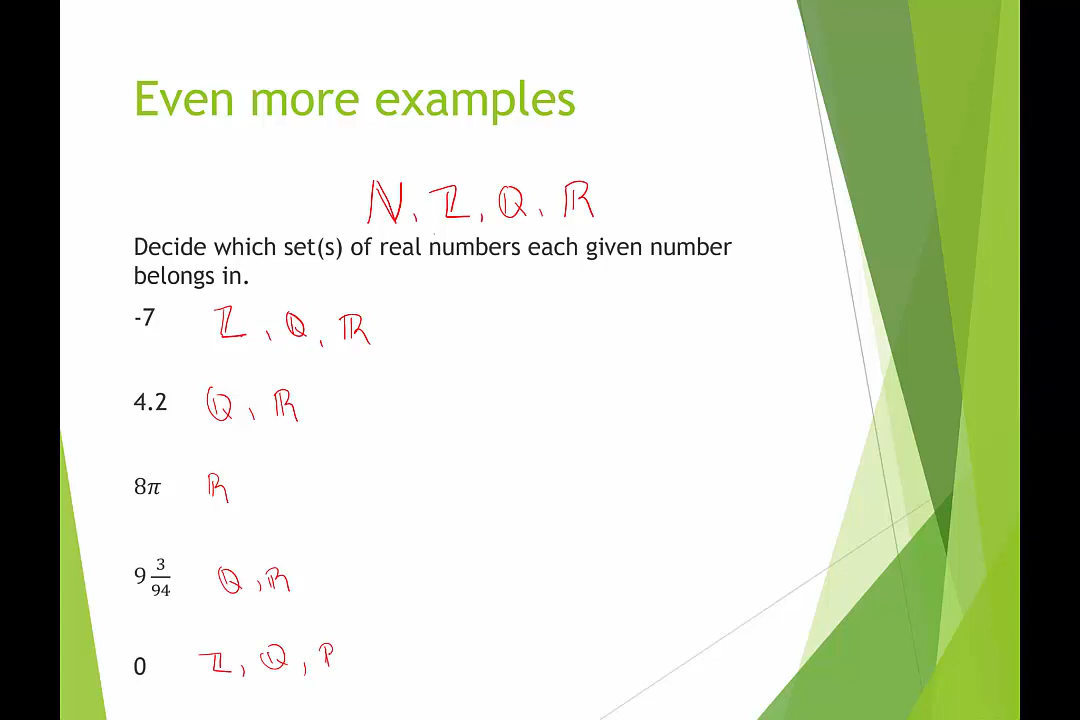 Even more examples
ℕ, ℤ, ℚ, ℝ
Decide which set(s) of real numbers each given number
belongs in.
-7 ℤ, ℚ, ℝ
4.2 ℚ, ℝ
8π ℝ
9 3/94 ℚ, ℝ
0 ℤ, ℚ, P